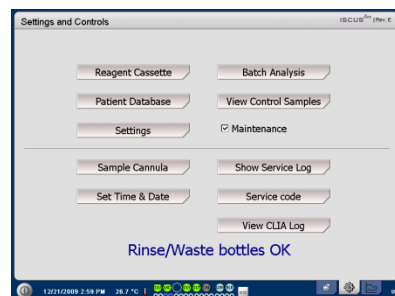 Settings and Controls
ISCUS flex |Rev.E
Reagent Cassette
Batch Analysis
Patient Database
View Control Samples
Settings
Maintenance
Sample Cannula
Show Service Log
Set Time & Date
Service code
View CLIA Log
Rinse/Waste bottles OK
12/21/2009 2:59 PM 26.7 °C